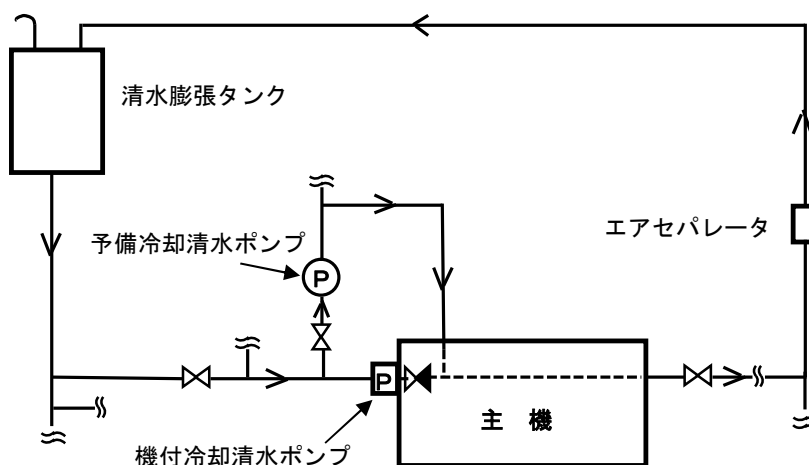 清水膨張タンク
エアセパレータ
予備冷却清水ポンプ
P
P
主 機
機付冷却清水ポンプ